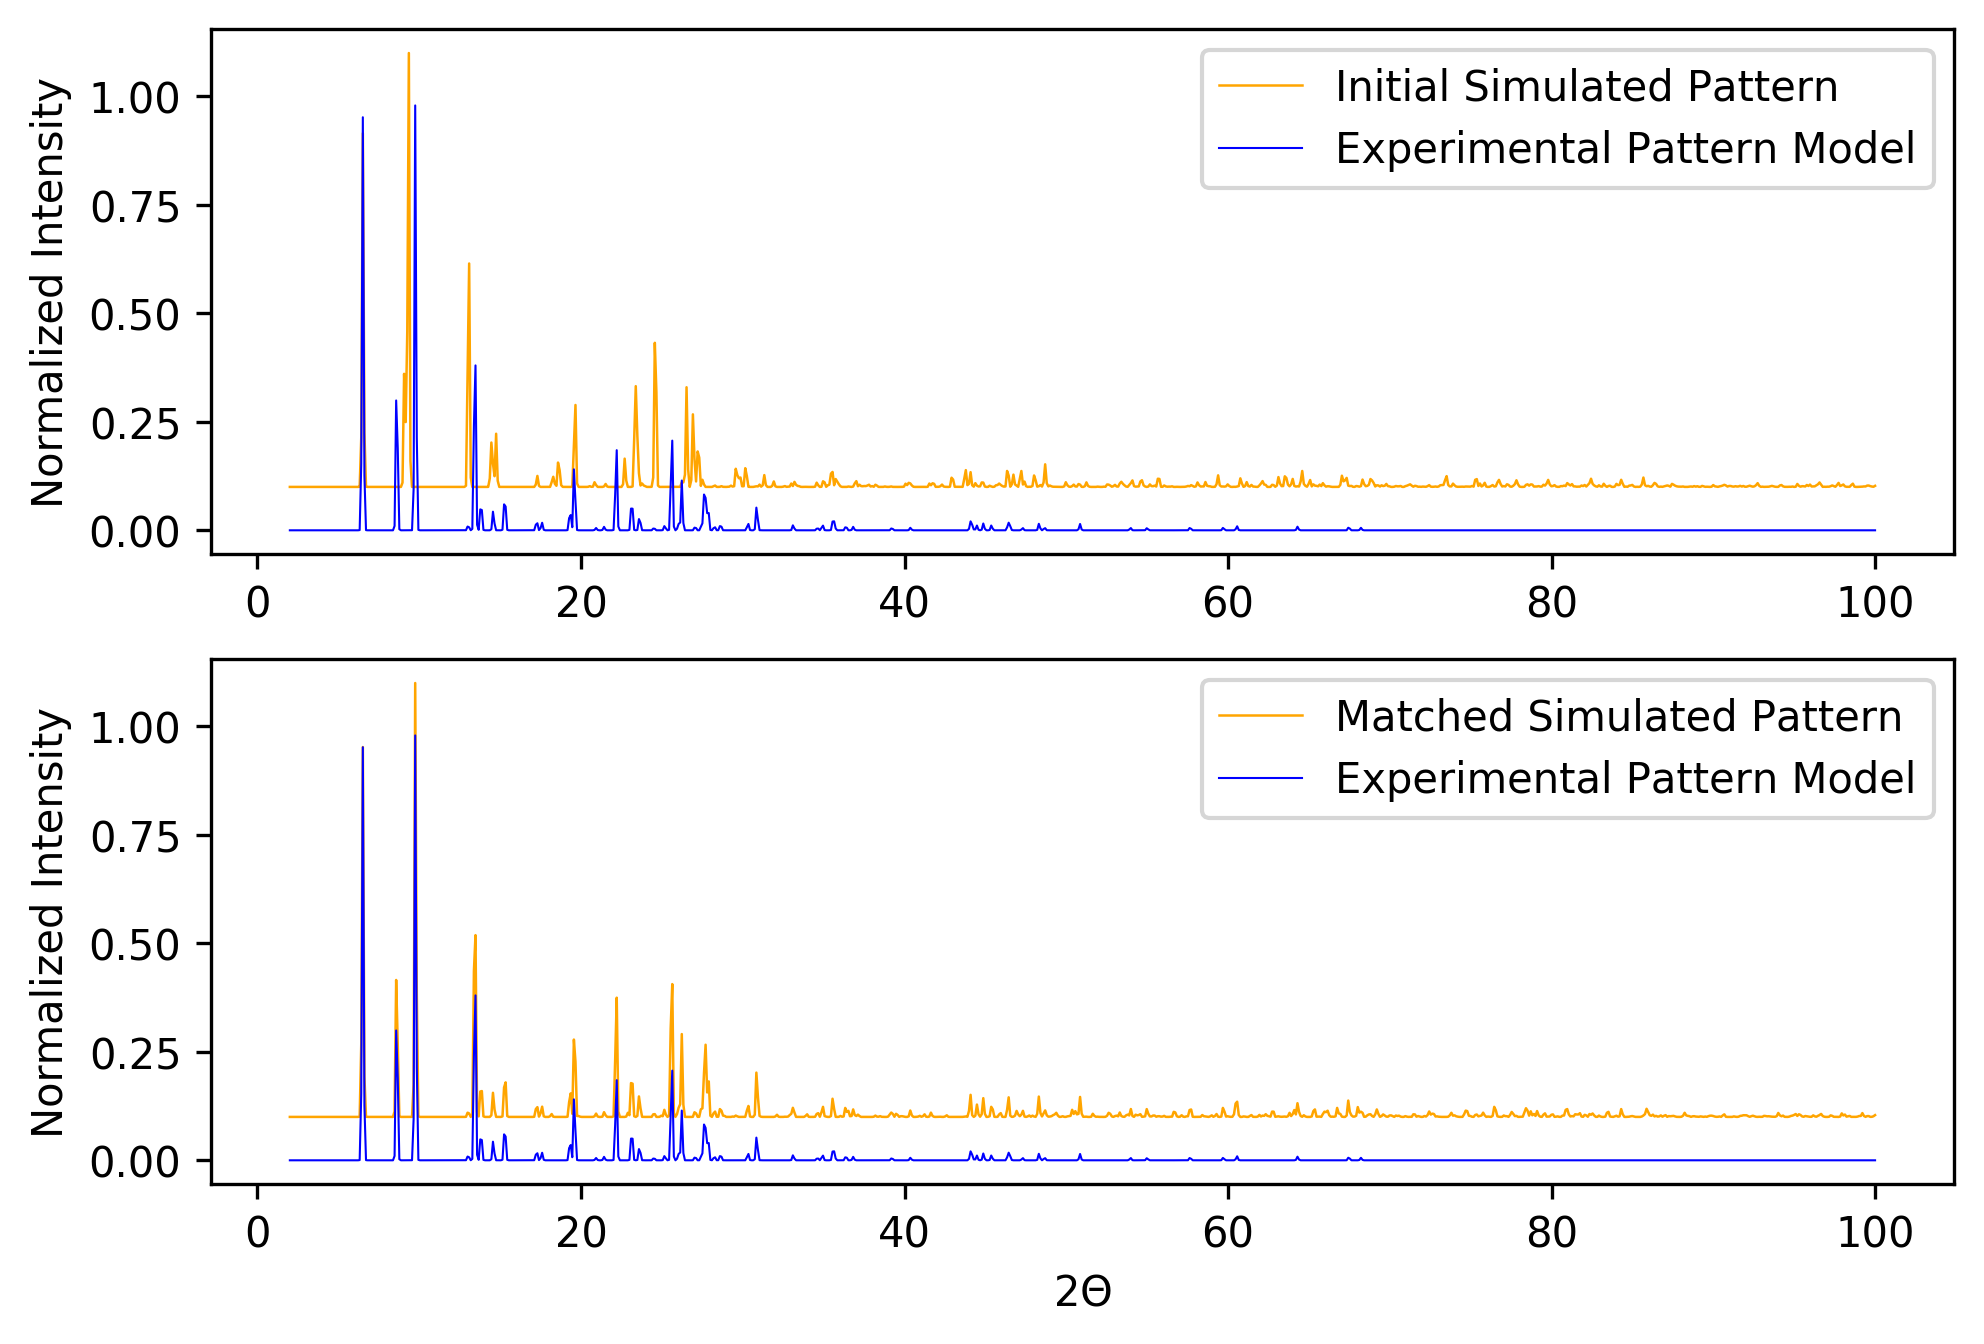 Normalized Intensity
1.00
0.75
0.50
0.25
0.00
0 20 40 60 80 100
Initial Simulated Pattern
Experimental Pattern Model
Normalized Intensity
1.00
0.75
0.50
0.25
0.00
0 20 40 60 80 100
Matched Simulated Pattern
Experimental Pattern Model
2Θ